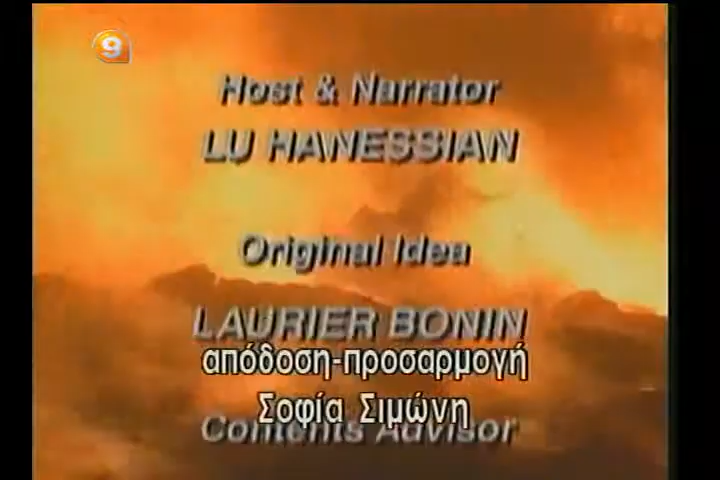 9
Host & Narrator
LU HANESSIAN
Original Idea
LAURIER BONIN
απόδοση-προσαρμογή
Σοφία Σιμώνη
Contents Advisor